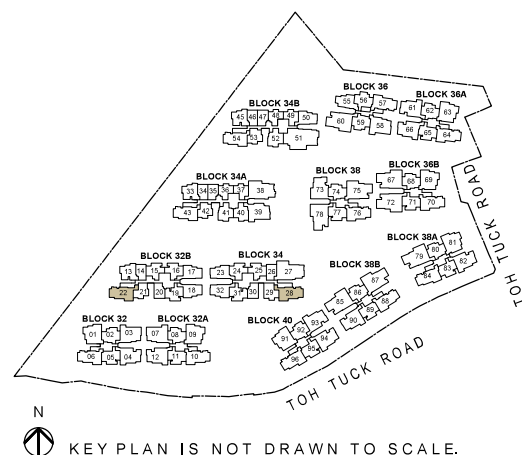 BLOCK 36
BLOCK 36A
BLOCK 34B
55 56 57
61 62 63
45 46 47 48 49 50
60 59 58
66 65 64
54 53 52 51
BLOCK 34A
BLOCK 38
BLOCK 36B
33 34 35 36 37 38
73 74 75
67 68 69
43 42 41 40 39
78 77 76
72 71 70
TOH TUCK ROAD
BLOCK 38A
79 80 81
84 83 82
BLOCK 32B
BLOCK 34
BLOCK 38B
13 14 15 16 17
23 24 25 26 27
85 86 87
22 21 20 19 18
32 31 30 29 28
90 89 88
BLOCK 32
BLOCK 32A
BLOCK 40
01 02 03
07 08 09
91 92 93
06 05 04
12 11 10
96 95 94
TOH TUCK ROAD
N
KEY PLAN IS NOT DRAWN TO SCALE.